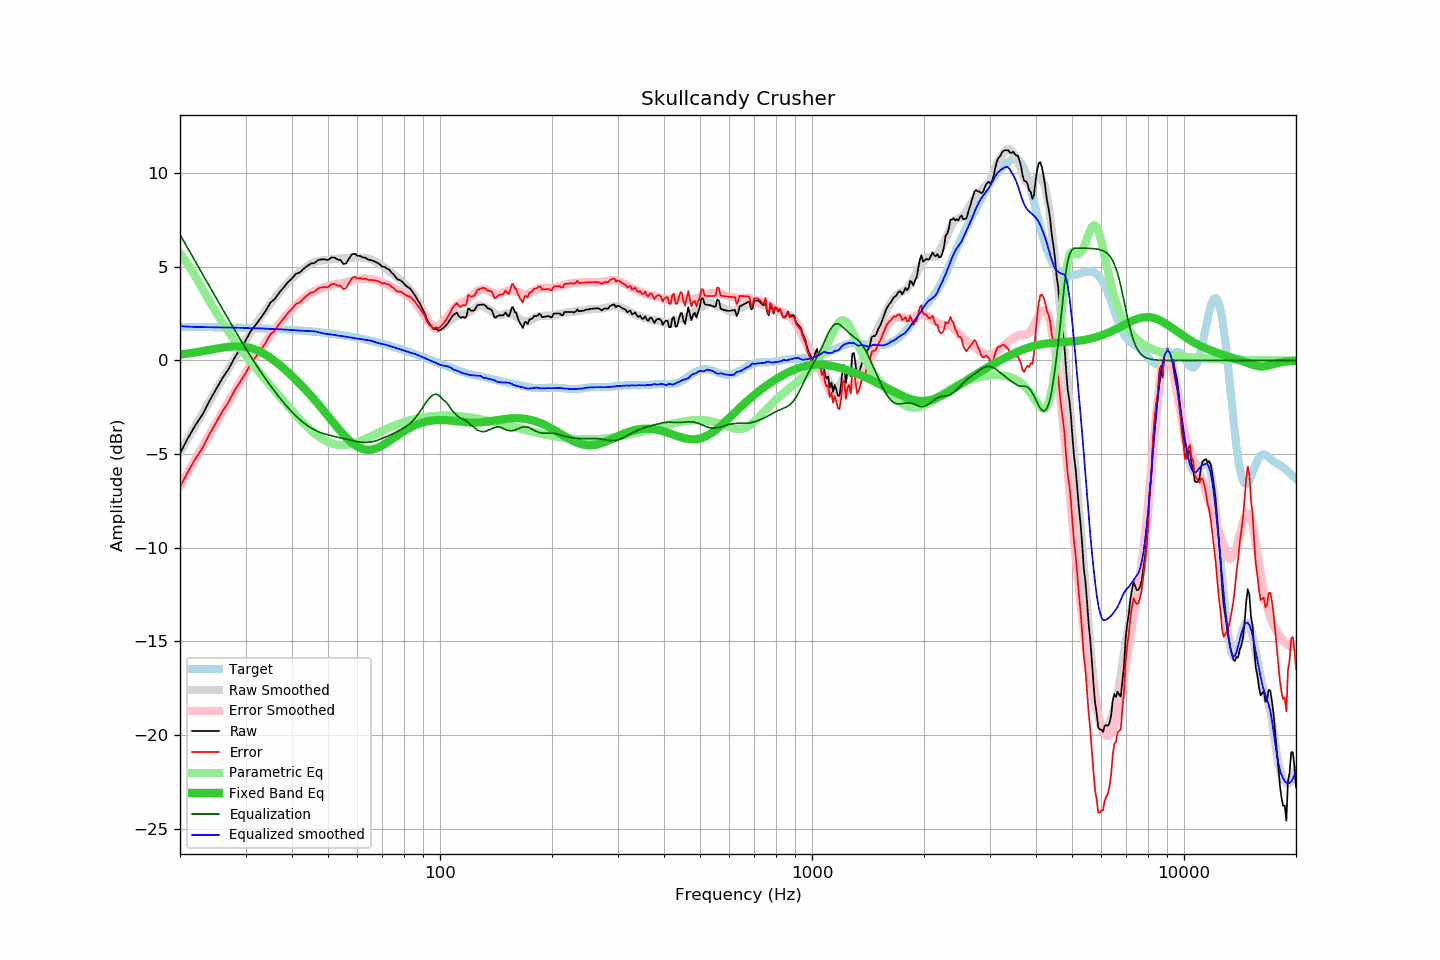 Skullcandy Crusher
Amplitude (dBr)
10
5
0
−5
−10
−15
−20
−25
Target
Raw Smoothed
Error Smoothed
Raw
Error
Parametric Eq
Fixed Band Eq
Equalization
Equalized smoothed
100
1000
10000
Frequency (Hz)